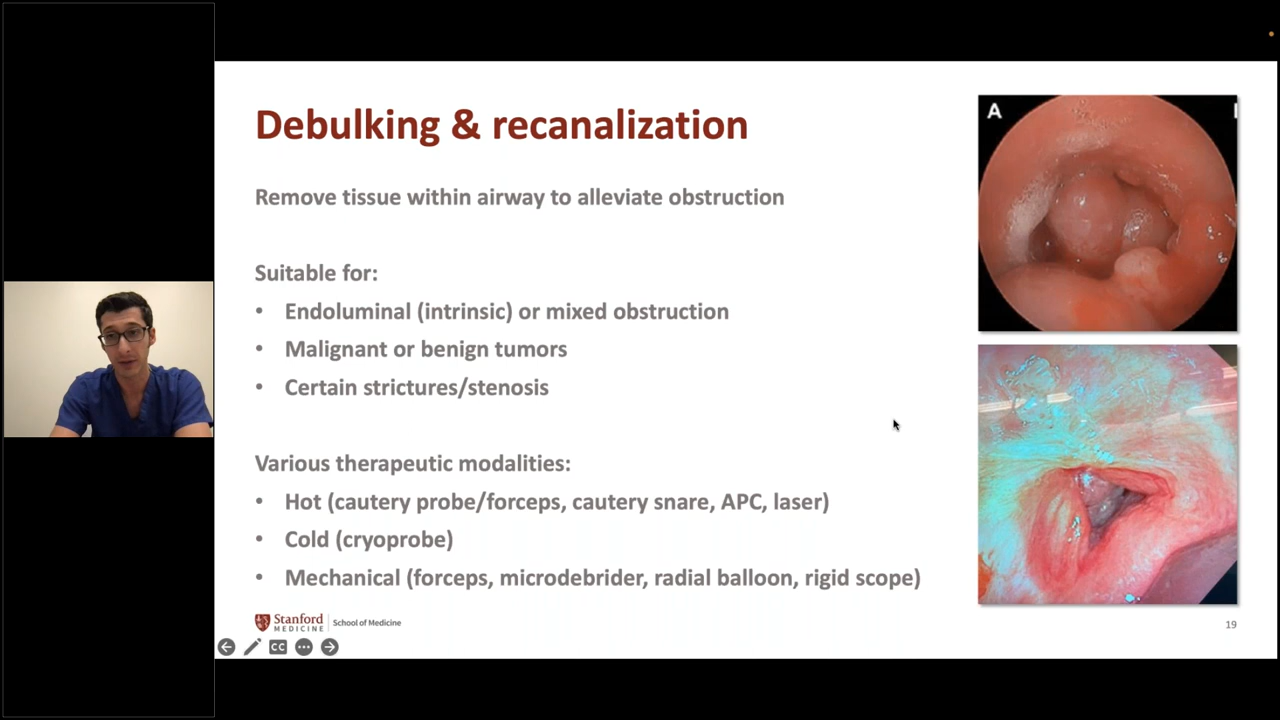 Debulking & recanalization
Remove tissue within airway to alleviate obstruction
Suitable for:
• Endoluminal (intrinsic) or mixed obstruction
• Malignant or benign tumors
• Certain strictures/stenosis
Various therapeutic modalities:
• Hot (cautery probe/forceps, cautery snare, APC, laser)
• Cold (cryoprobe)
• Mechanical (forceps, microdebrider, radial balloon, rigid scope)
A
Stanford
MEDICINE
School of Medicine
19
CC